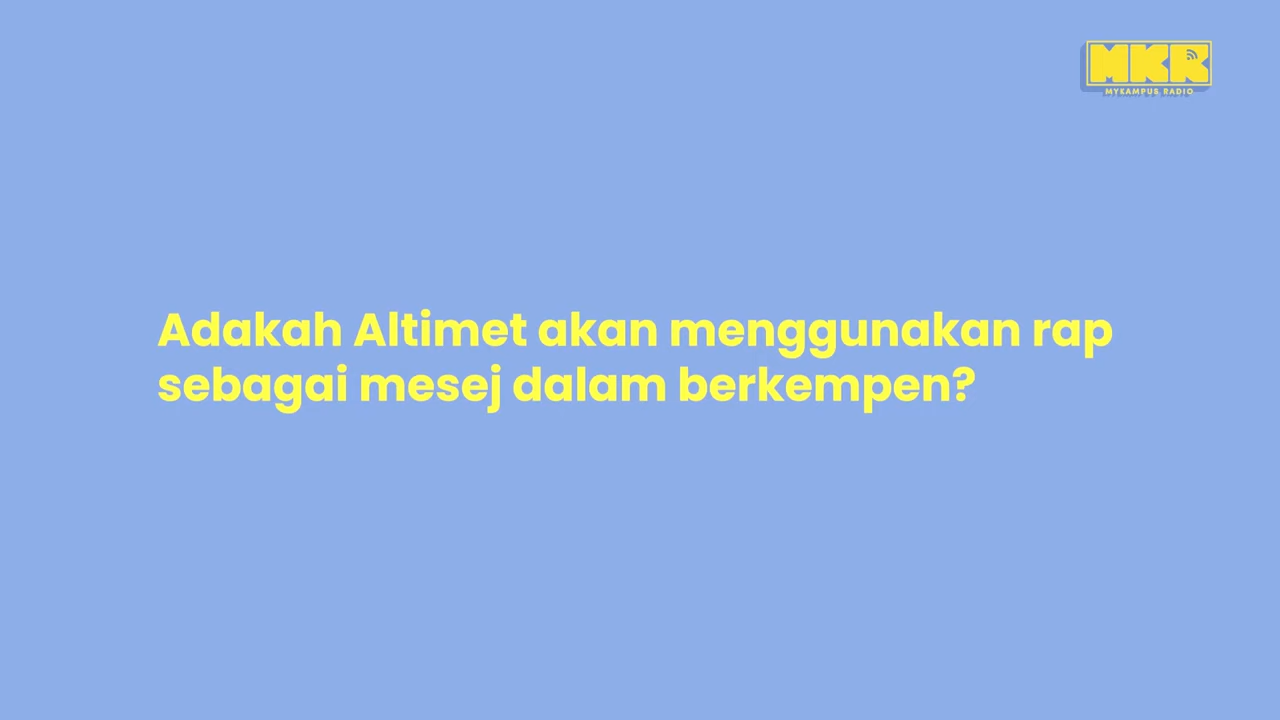 MKR
MYKAMPUS RADIO
Adakah Altimet akan menggunakan rap
sebagai mesej dalam berkempen?